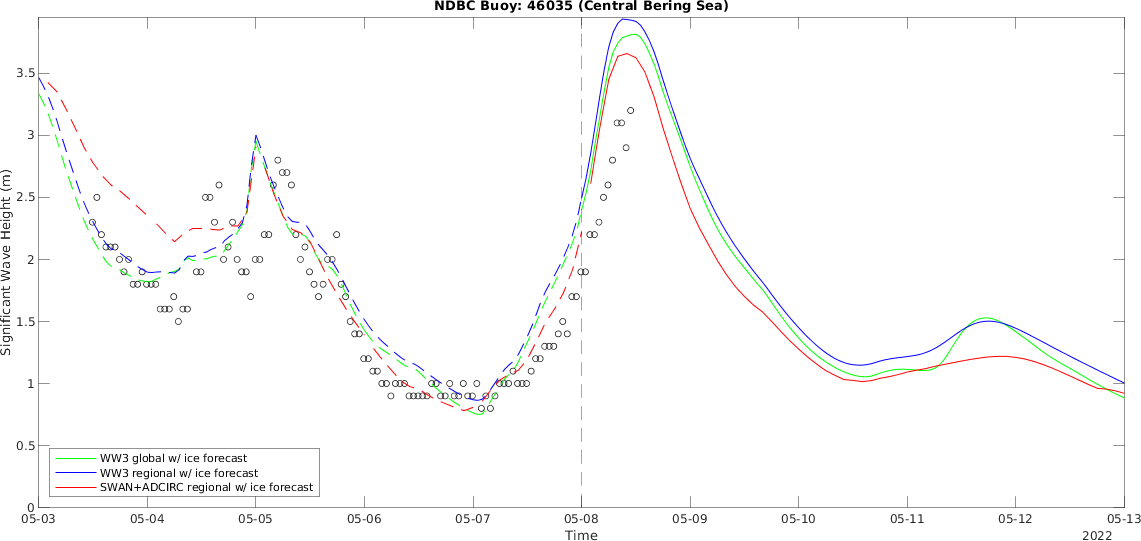 NDBC Buoy: 46035 (Central Bering Sea)
Significant Wave Height (m)
3.5
3
2.5
2
1.5
1
0.5
0
WW3 global w/ ice forecast
WW3 regional w/ ice forecast
SWAN+ADCIRC regional w/ ice forecast
05-03 05-04 05-05 05-06 05-07 05-08 05-09 05-10 05-11 05-12 05-13
Time
2022